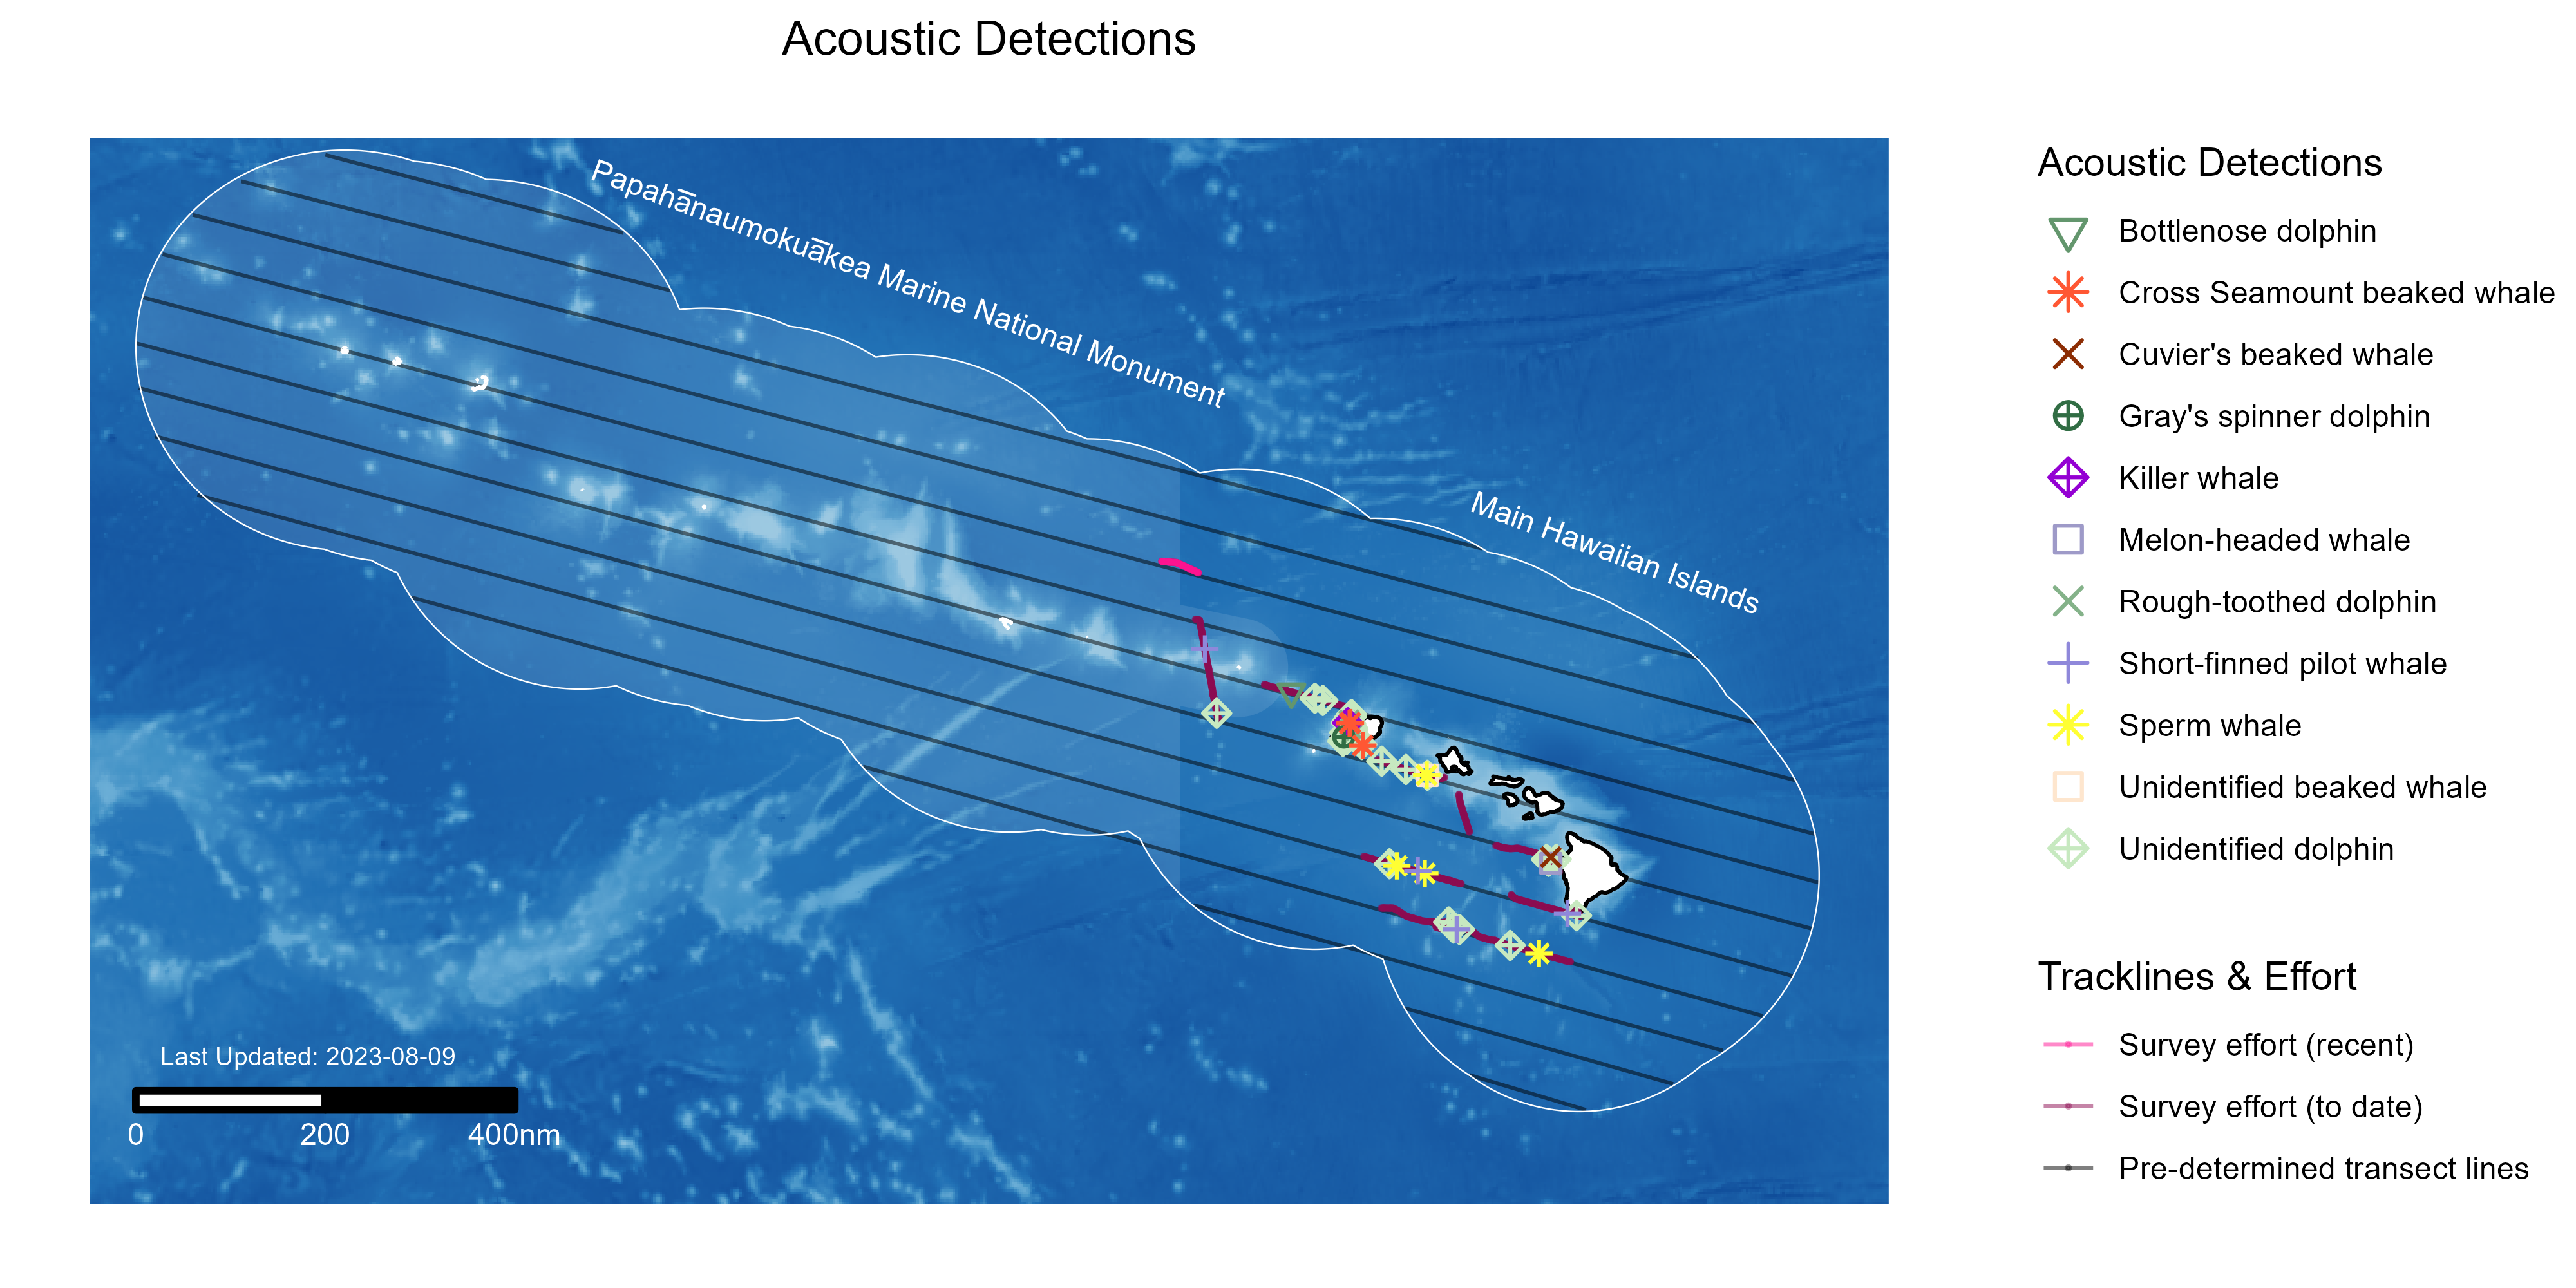 Acoustic Detections
Papahānaumokuākea Marine National Monument
Main Hawaiian Islands
Last Updated: 2023-08-09
0 200 400nm
Acoustic Detections
Bottlenose dolphin
Cross Seamount beaked whale
Cuvier's beaked whale
Gray's spinner dolphin
Killer whale
Melon-headed whale
Rough-toothed dolphin
Short-finned pilot whale
Sperm whale
Unidentified beaked whale
Unidentified dolphin
Tracklines & Effort
Survey effort (recent)
Survey effort (to date)
Pre-determined transect lines